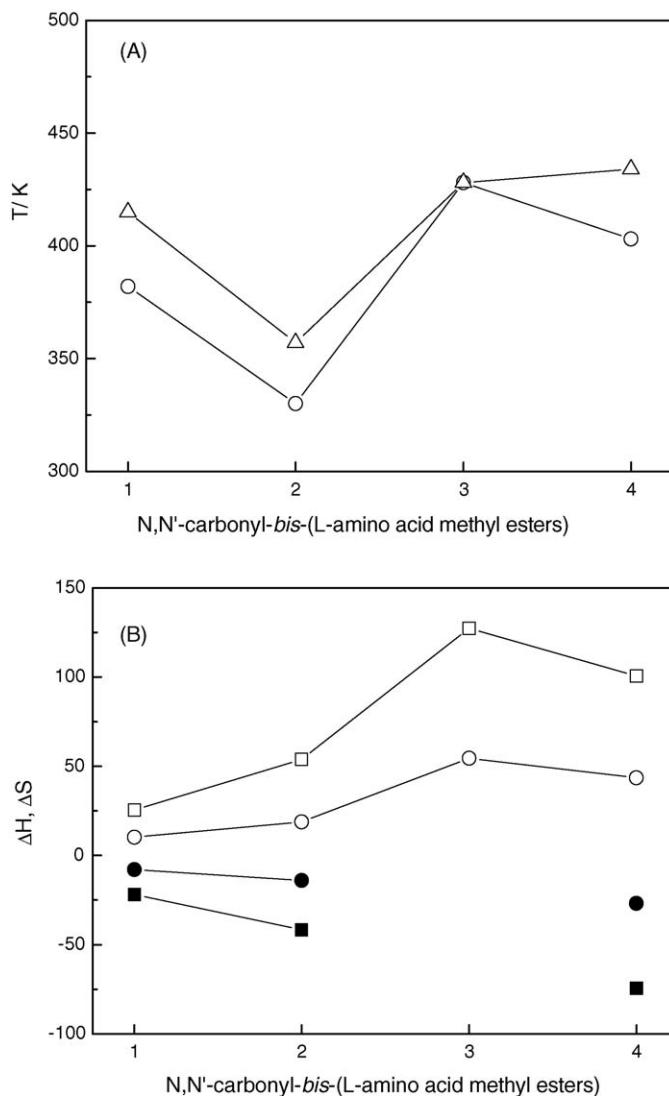 500
(A)
450
T/ K
400
350
300
1 2 3 4
N,N'-carbonyl-bis-(L-amino acid methyl esters)
150
(B)
100
50
ΔH, ΔS
0
-50
-100
1 2 3 4
N,N'-carbonyl-bis-(L-amino acid methyl esters)